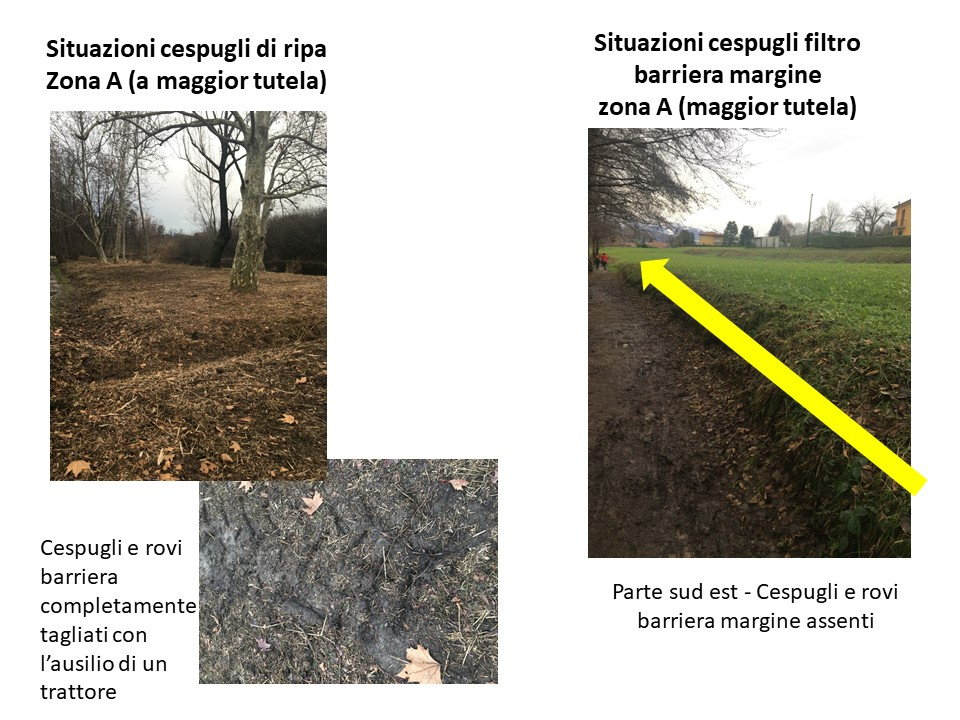 Situazioni cespugli di ripa
Zona A (a maggior tutela)
Situazioni cespugli filtro
barriera margine
zona A (maggior tutela)
Cespugli e rovi
barriera
completamente
tagliati con
l’ausilio di un
trattore
Parte sud est - Cespugli e rovi
barriera margine assenti